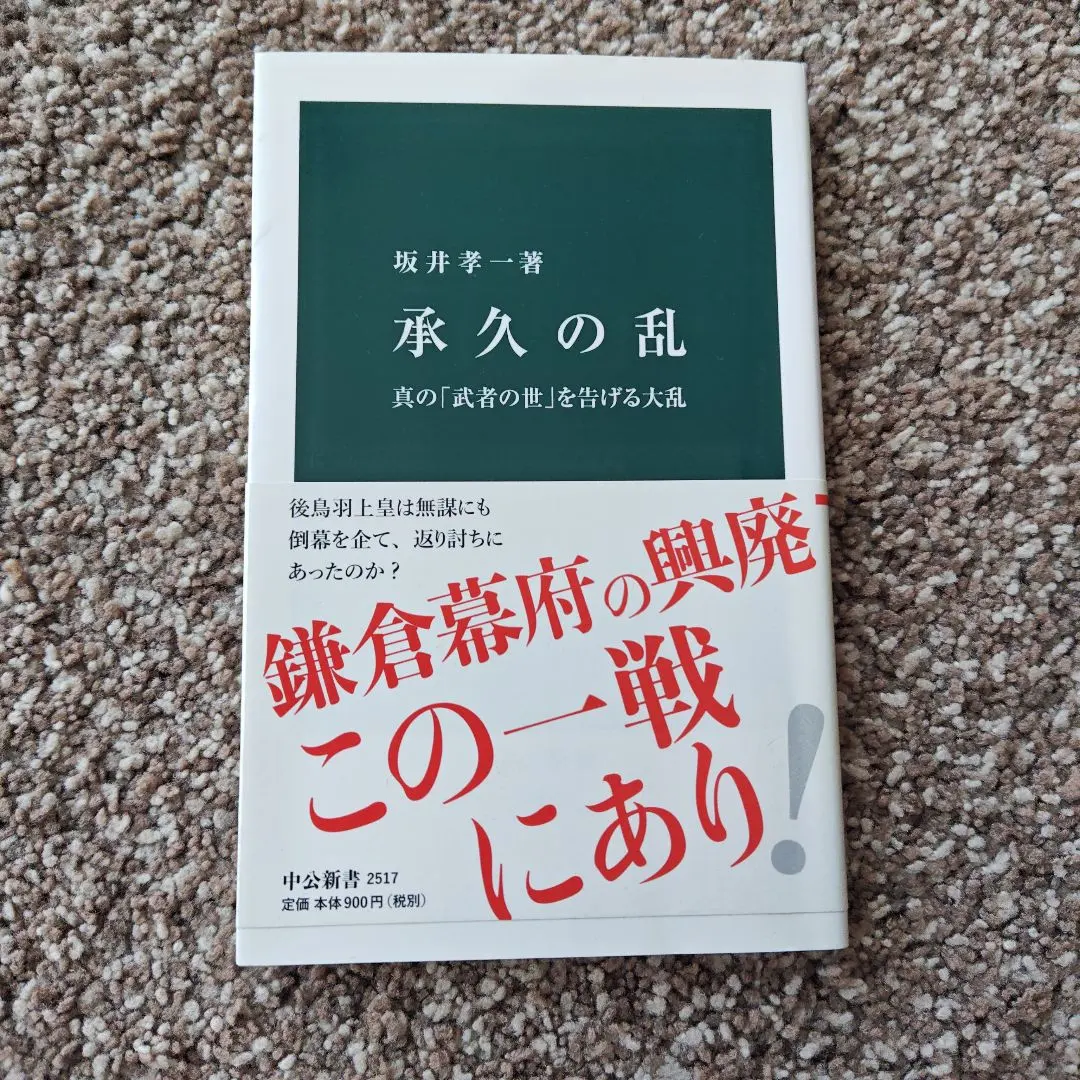 坂井孝一著
承久の乱
真の「武者の世」を告げる大乱
後鳥羽上皇は無謀にも
倒幕を企て、返り討ちに
あったのか?
鎌倉幕府の興廃
この一戦
にあり!
中公新書 2517
定価 本体900円(税別)